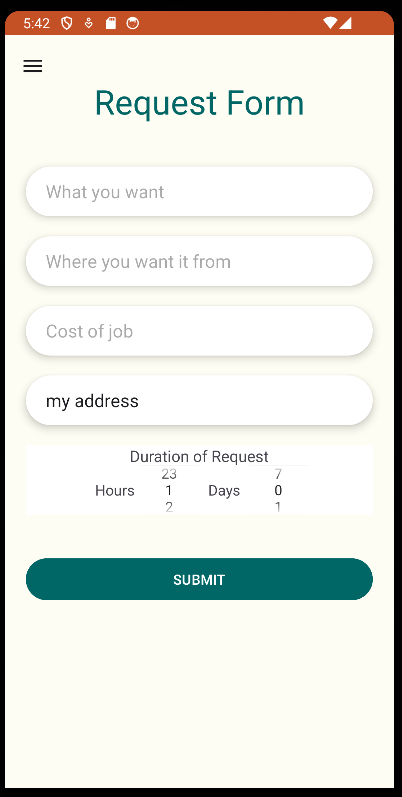 5:42
Request Form
What you want
Where you want it from
Cost of job
my address
Duration of Request
23 7
Hours 1 Days 0
2 1
SUBMIT